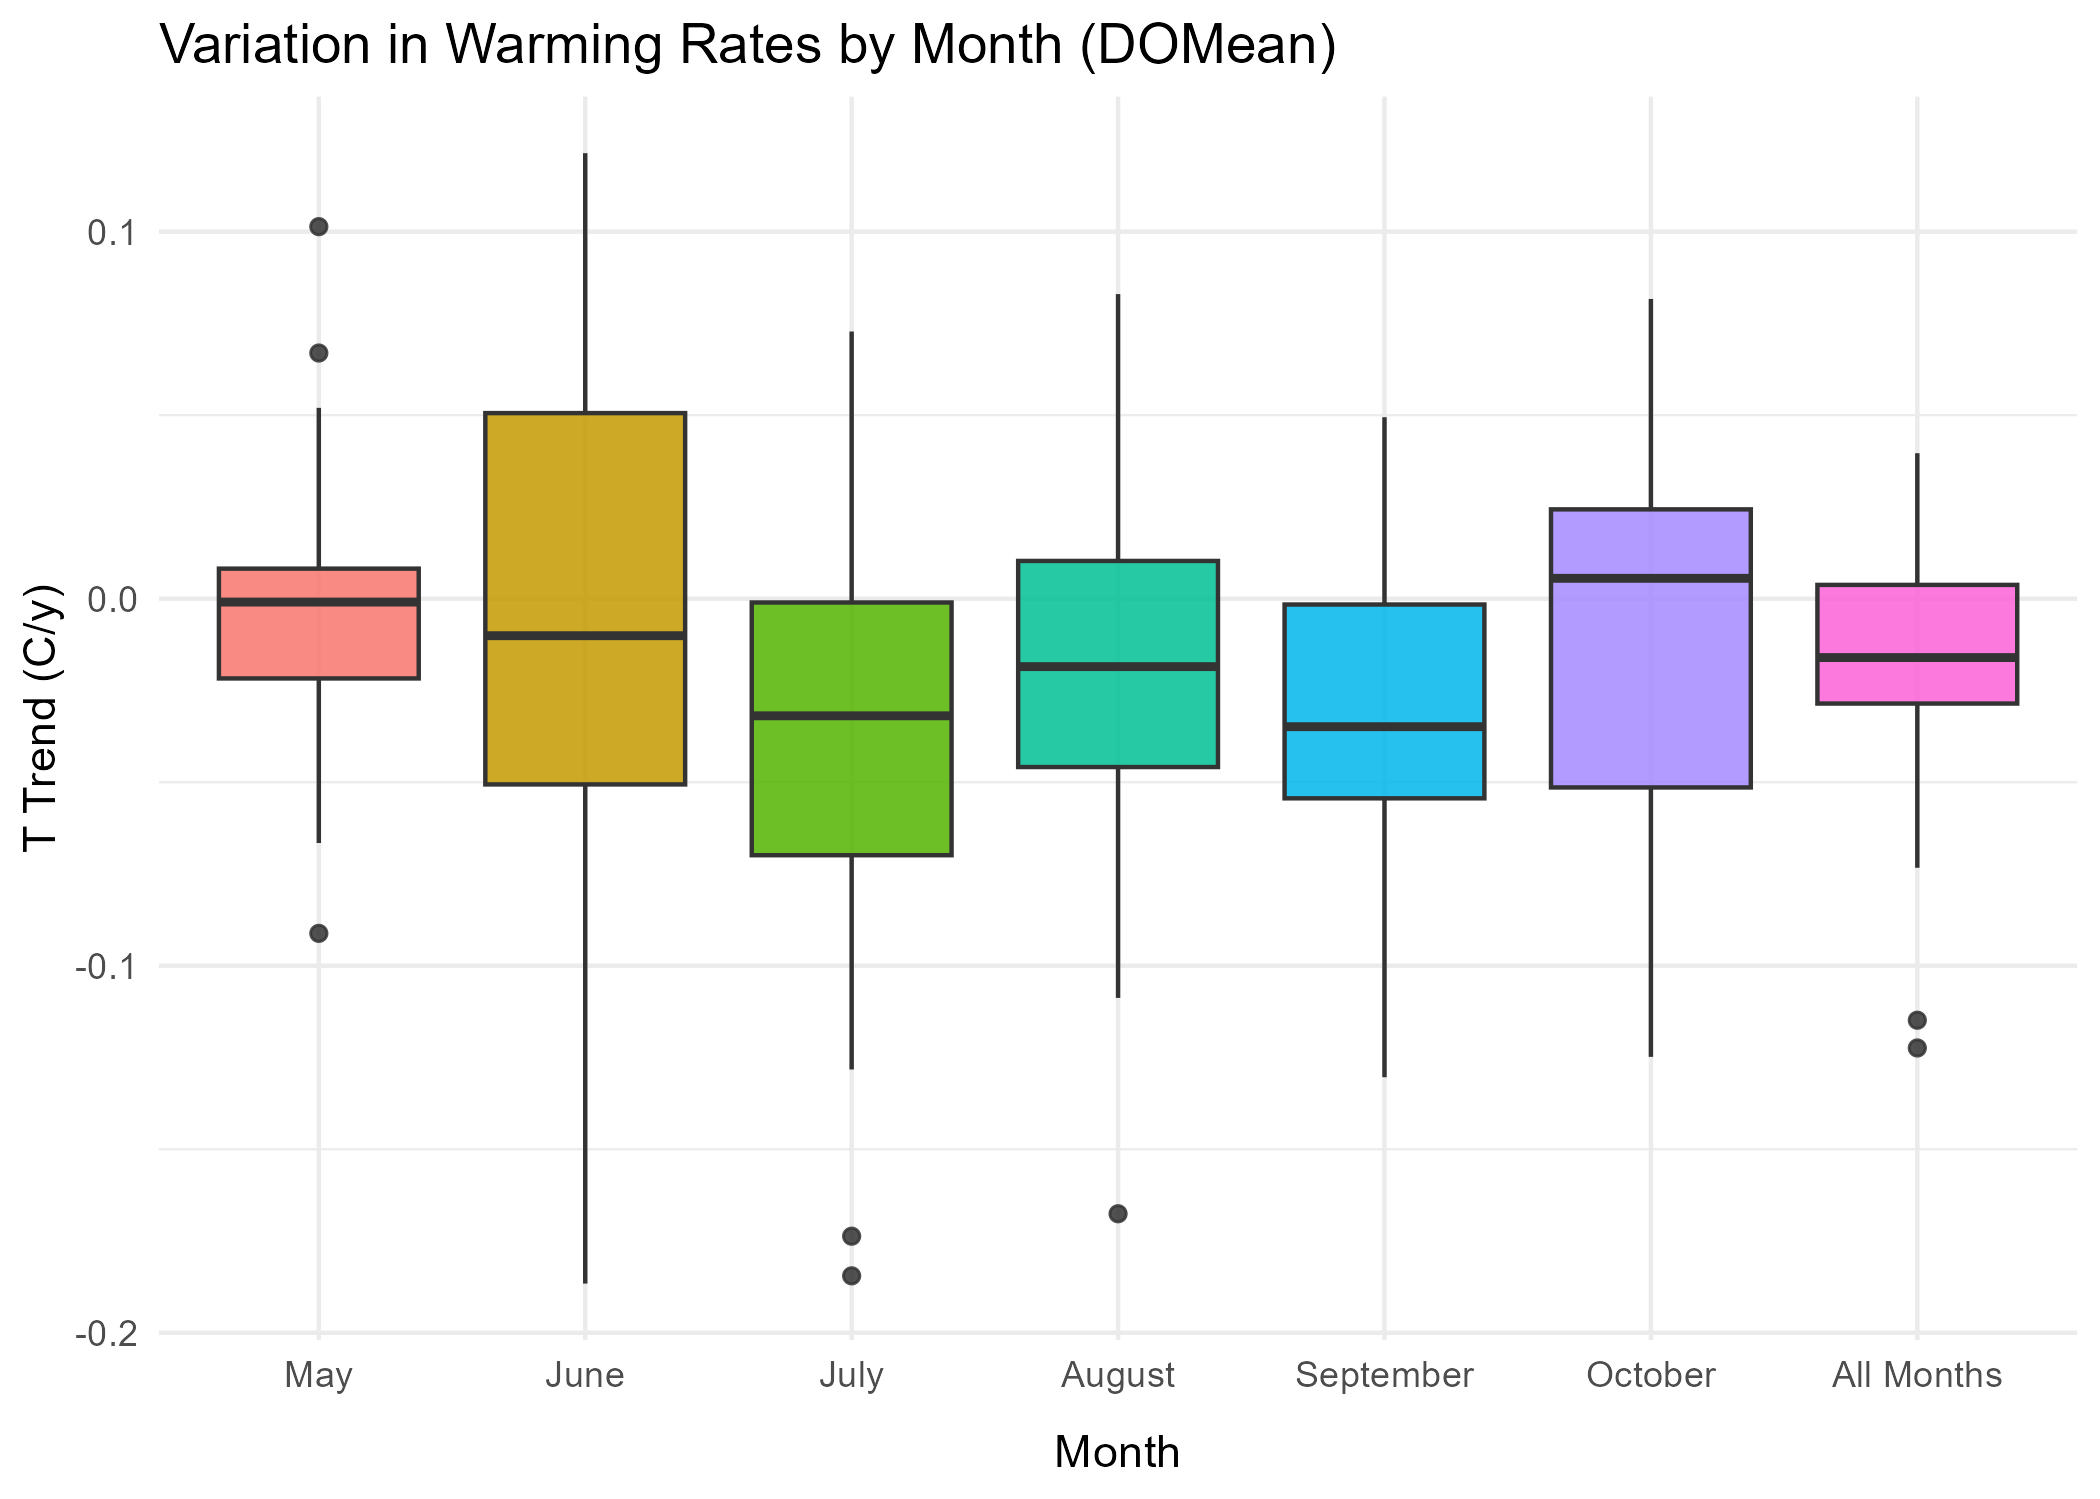 Variation in Warming Rates by Month (DOMean)
T Trend (C/y)
0.1
0.0
-0.1
-0.2
May June July August September October All Months
Month